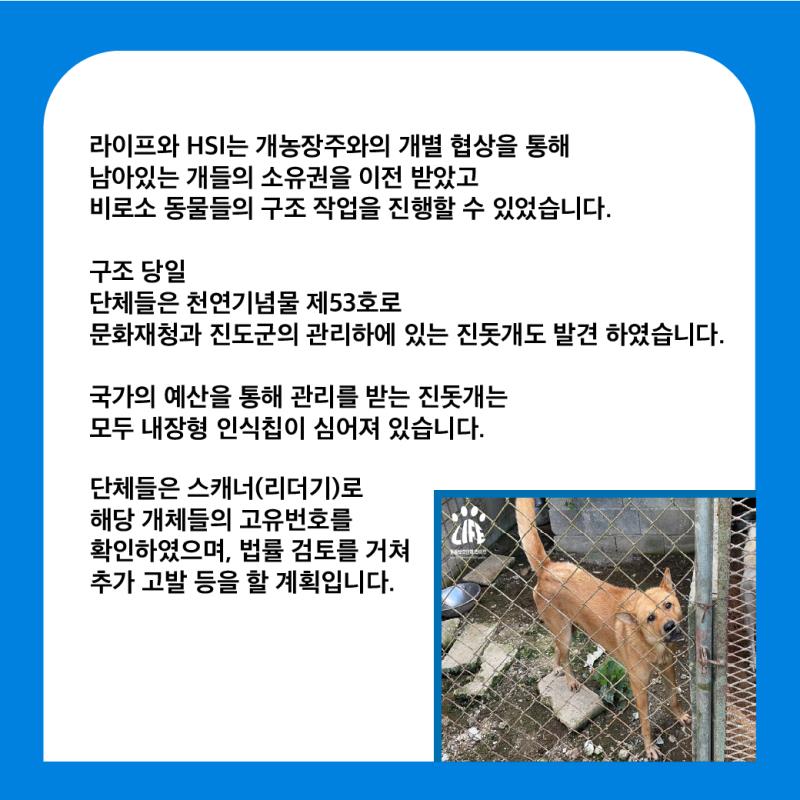 라이프와 HSI는 개농장주와의 개별 협상을 통해
남아있는 개들의 소유권을 이전 받았고
비로소 동물들의 구조 작업을 진행할 수 있었습니다.
구조 당일
단체들은 천연기념물 제53호로
문화재청과 진도군의 관리하에 있는 진돗개도 발견 하였습니다.
국가의 예산을 통해 관리를 받는 진돗개는
모두 내장형 인식칩이 심어져 있습니다.
단체들은 스캐너(리더기)로
해당 개체들의 고유번호를
확인하였으며, 법률 검토를 거쳐
추가 고발 등을 할 계획입니다.
LIFE